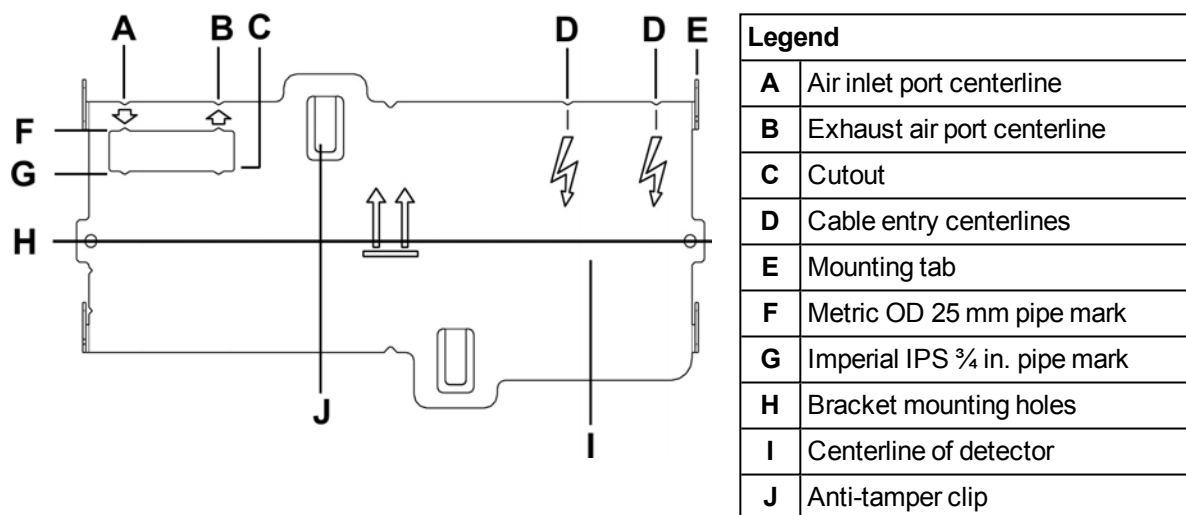 A B C D D E
F
G
H
J
I
Legend
A Air inlet port centerline
B Exhaust air port centerline
C Cutout
D Cable entry centerlines
E Mounting tab
F Metric OD 25 mm pipe mark
G Imperial IPS ¾ in. pipe mark
H Bracket mounting holes
I Centerline of detector
J Anti-tamper clip